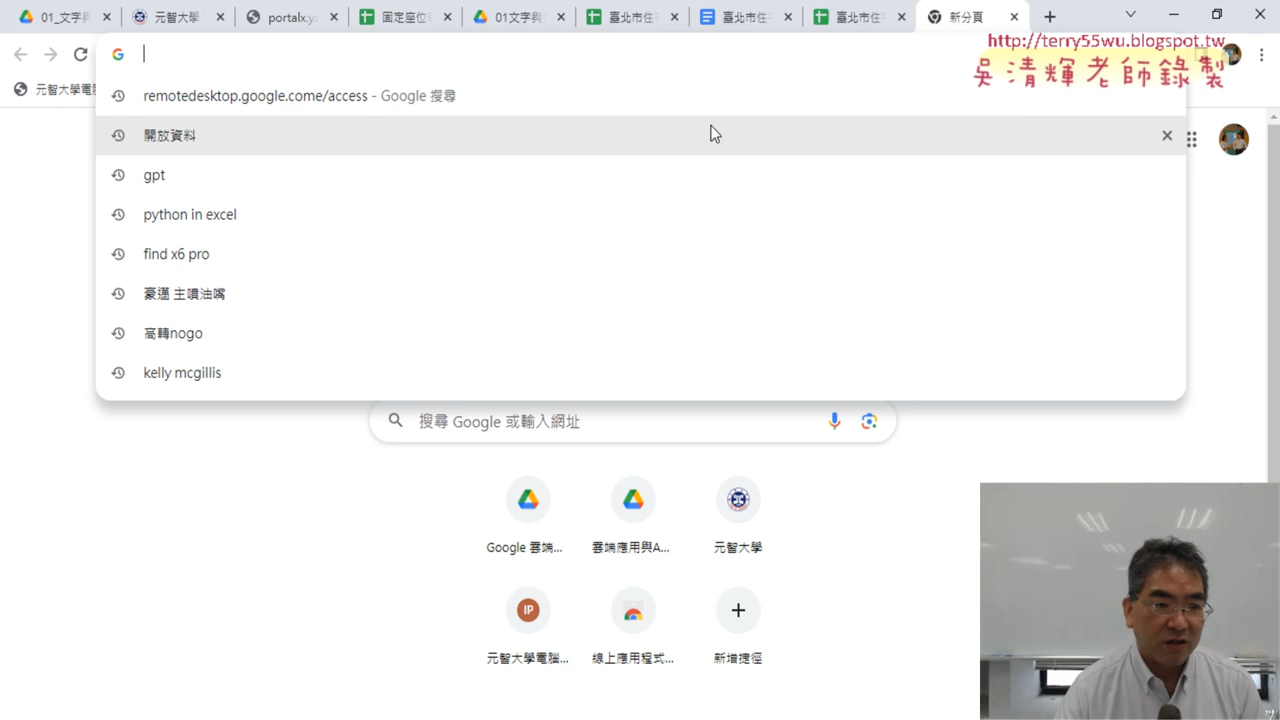 01_文字與
元智大學
portalx.yz
固定座位
01文字與
臺北市住宅
臺北市住宅
臺北市住宅
新分頁
http://terry55wu.blogspot.tw
吳清輝老師錄製
元智大學電腦
remotedesktop.google.come/access - Google 搜尋
開放資料
gpt
python in excel
find x6 pro
豪邁 主噴油嘴
高轉nogo
kelly mcgillis
搜尋 Google 或輸入網址
Google 雲端...
雲端應用與A...
元智大學
IP
元智大學電腦...
線上應用程式...
新增捷徑